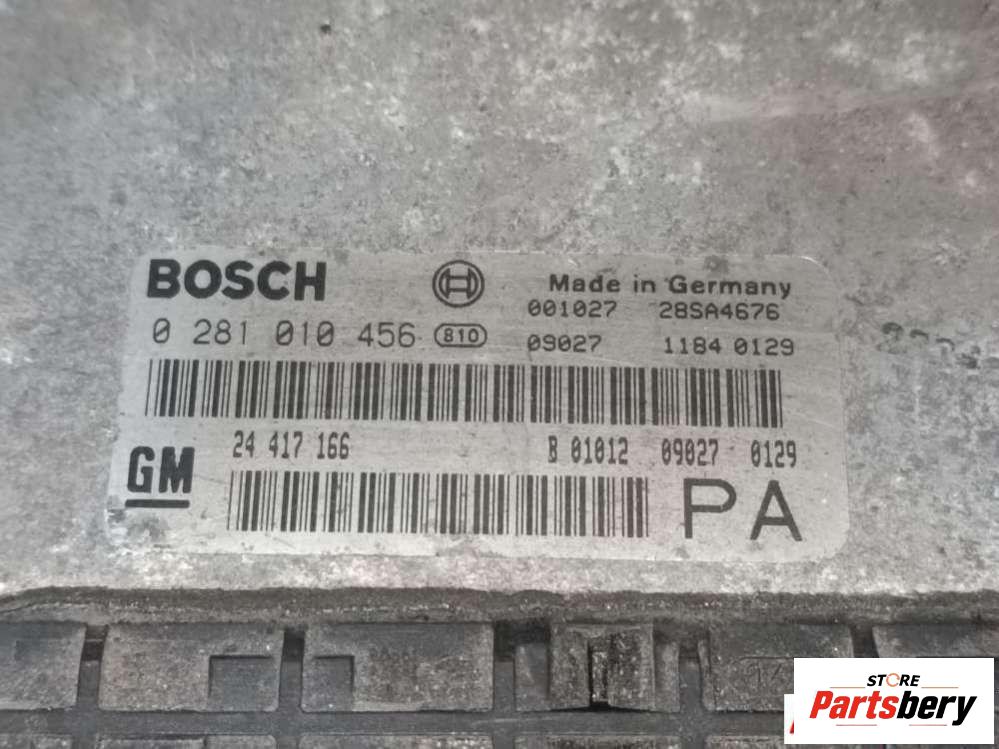 BOSCH
Made in Germany
001027 28SA4676
0 281 010 456 810
09027 1184 0129
24 417 166 B 01012 09027 0129
GM
PA
STORE
Partsbery